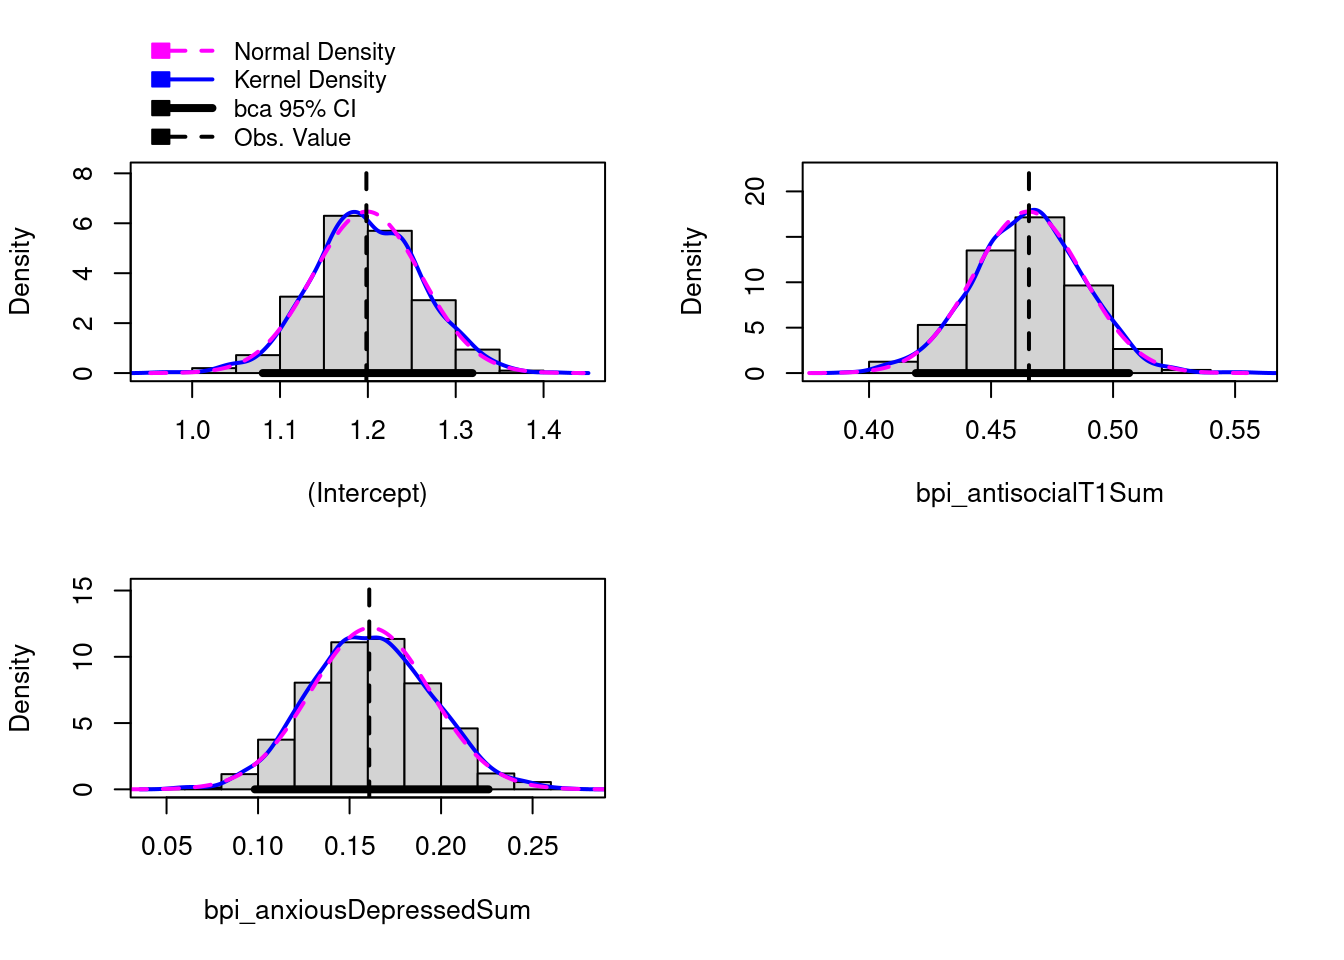 Normal Density
Kernel Density
bca 95% CI
Obs. Value
Density
0 2 4 6 8
1.0 1.1 1.2 1.3 1.4
(Intercept)
Density
0 5 10 20
0.40 0.45 0.50 0.55
bpi_antisocialT1Sum
Density
0 5 10 15
0.05 0.10 0.15 0.20 0.25
bpi_anxiousDepressedSum